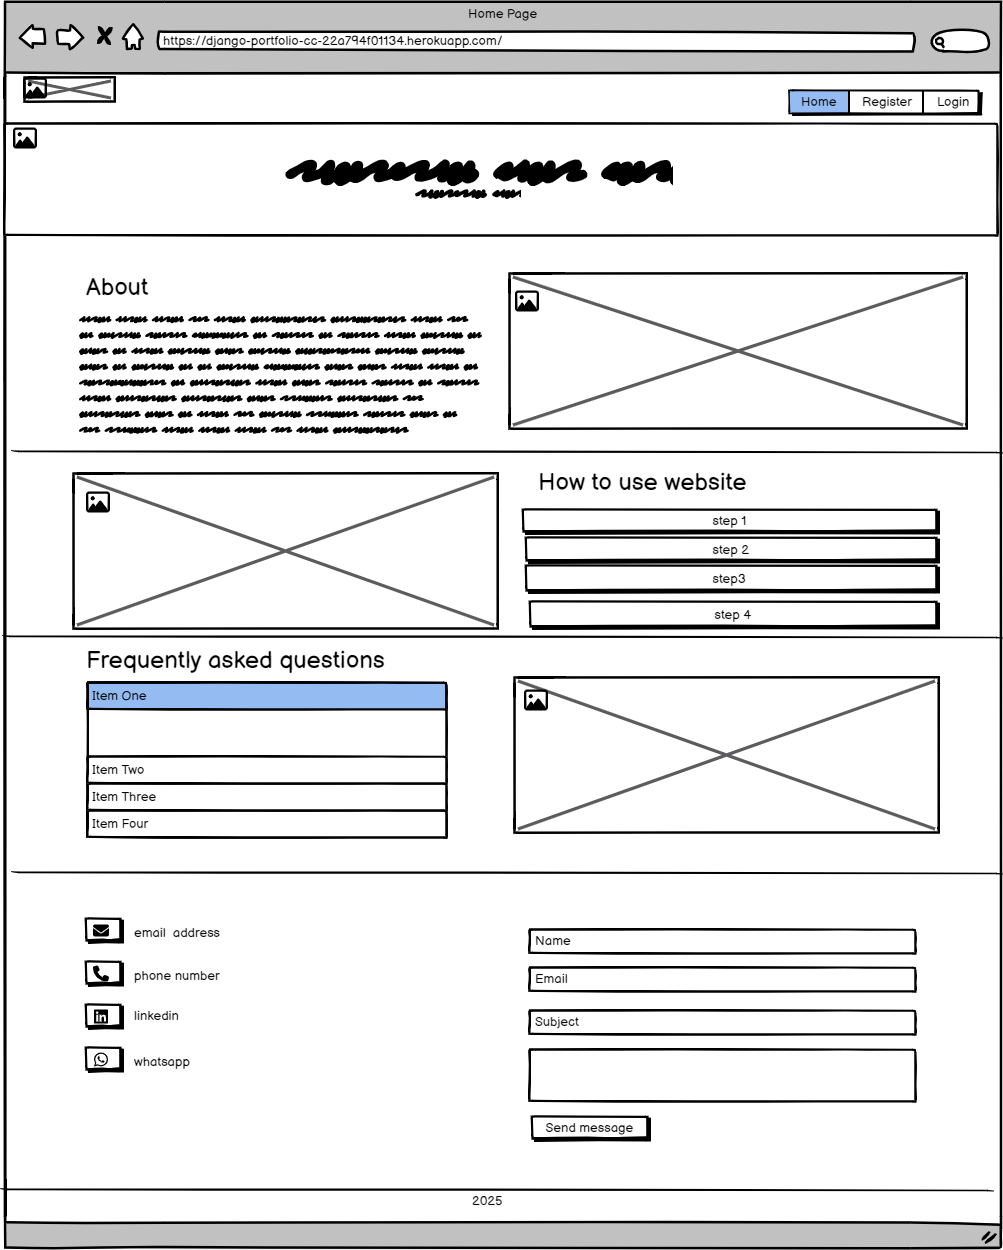 Home Page
https://django-portfolio-cc-22a794f01134.herokuapp.com/
Home Register Login
About
How to use website
step 1
step 2
step3
step 4
Frequently asked questions
Item One
Item Two
Item Three
Item Four
email address
phone number
linkedin
whatsapp
Name
Email
Subject
Send message
2025